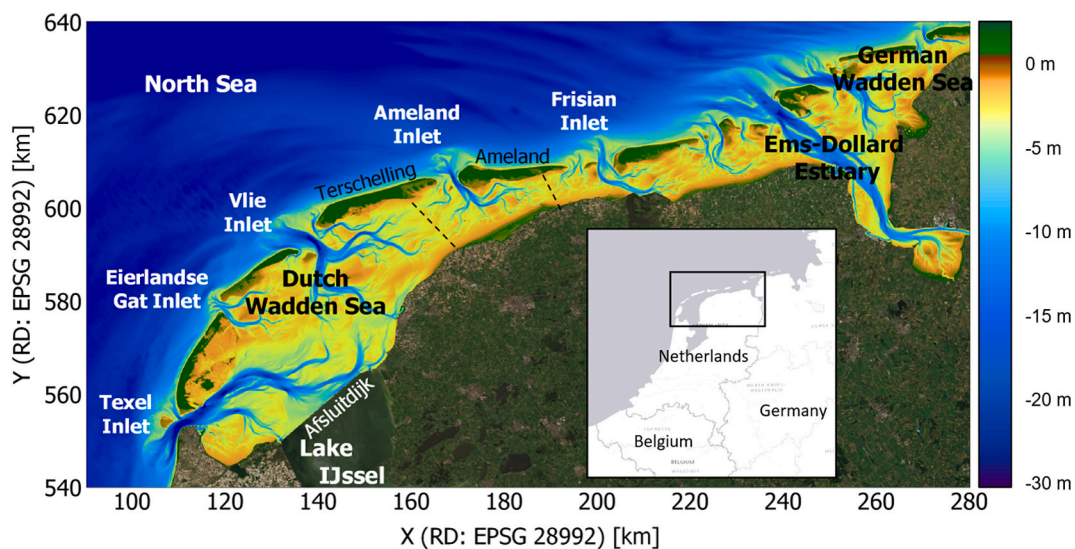 640
620
600
580
560
540
Y (RD: EPSG 28992) [km]
100
120
140
160
180
200
220
240
260
280
X (RD: EPSG 28992) [km]
North Sea
Ameland
Inlet
Frisian
Inlet
German
Wadden Sea
Ems-Dollard
Estuary
Terschelling
Ameland
Vlie
Inlet
Eierlandse
Gat Inlet
Dutch
Wadden Sea
Texel
Inlet
Afsluitdijk
Lake
IJssel
Netherlands
Germany
Belgium
BELGIUM
0 m
-5 m
-10 m
-15 m
-20 m
-25 m
-30 m